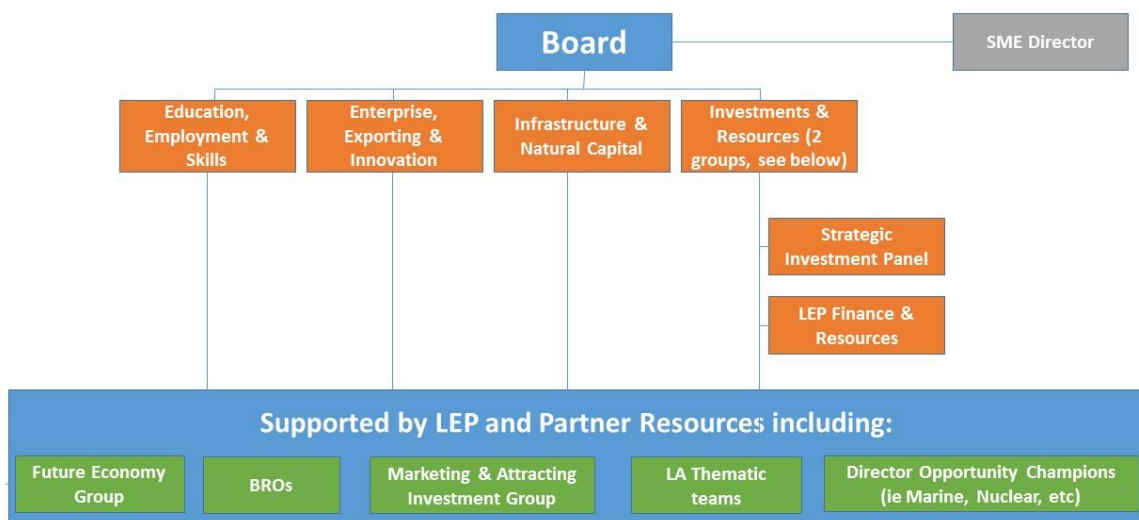 Board
SME Director
Education,
Employment &
Skills
Enterprise,
Exporting &
Innovation
Infrastructure &
Natural Capital
Investments &
Resources (2
groups, see below)
Strategic
Investment Panel
LEP Finance &
Resources
Supported by LEP and Partner Resources including:
Future Economy
Group
BROs
Marketing & Attracting
Investment Group
LA Thematic
teams
Director Opportunity Champions
(ie Marine, Nuclear, etc)